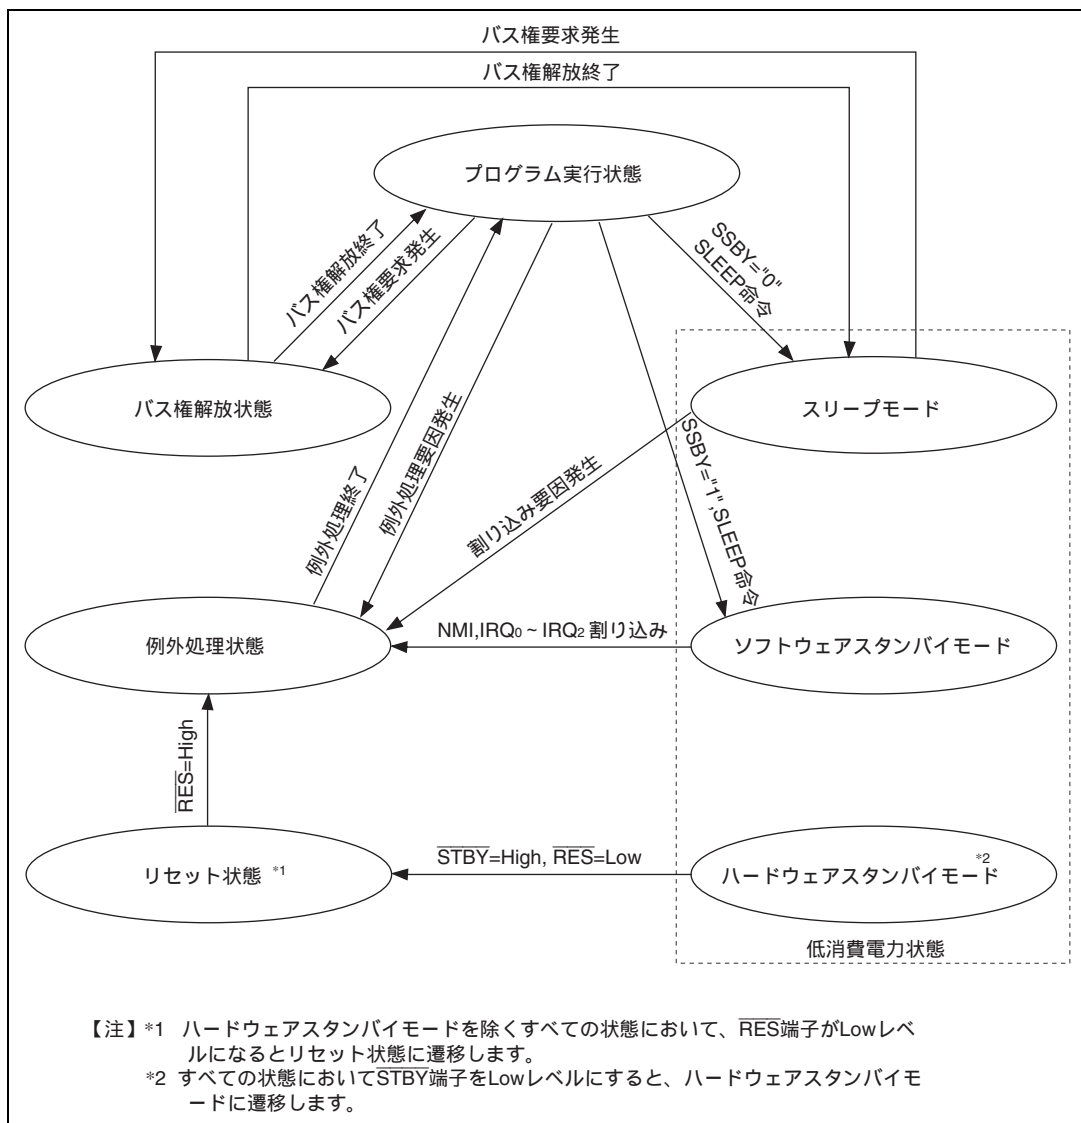 バス権要求発生
バス権解放終了
プログラム実行状態
バス権解放終了
バス権要求発生
SSBY="0"
SLEEP命令
バス権解放状態
スリープモード
例外処理終了
例外処理要因発生
割り込み要因発生
SSBY="1",SLEEP命令
例外処理状態
NMI,IRQ0 ~ IRQ2 割り込み
ソフトウェアスタンバイモード
RES=High
リセット状態 *1
STBY=High, RES=Low
ハードウェアスタンバイモード *2
低消費電力状態
【注】*1 ハードウェアスタンバイモードを除くすべての状態において、RES端子がLowレベ
ルになるとリセット状態に遷移します。
*2 すべての状態においてSTBY端子をLowレベルにすると、ハードウェアスタンバイモ
ードに遷移します。